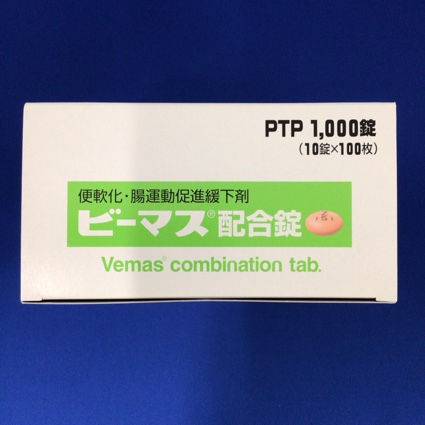 PTP 1,000錠
(10錠×100枚)
便軟化・腸運動促進緩下剤
ビーマス®配合錠
Vemas® combination tab.